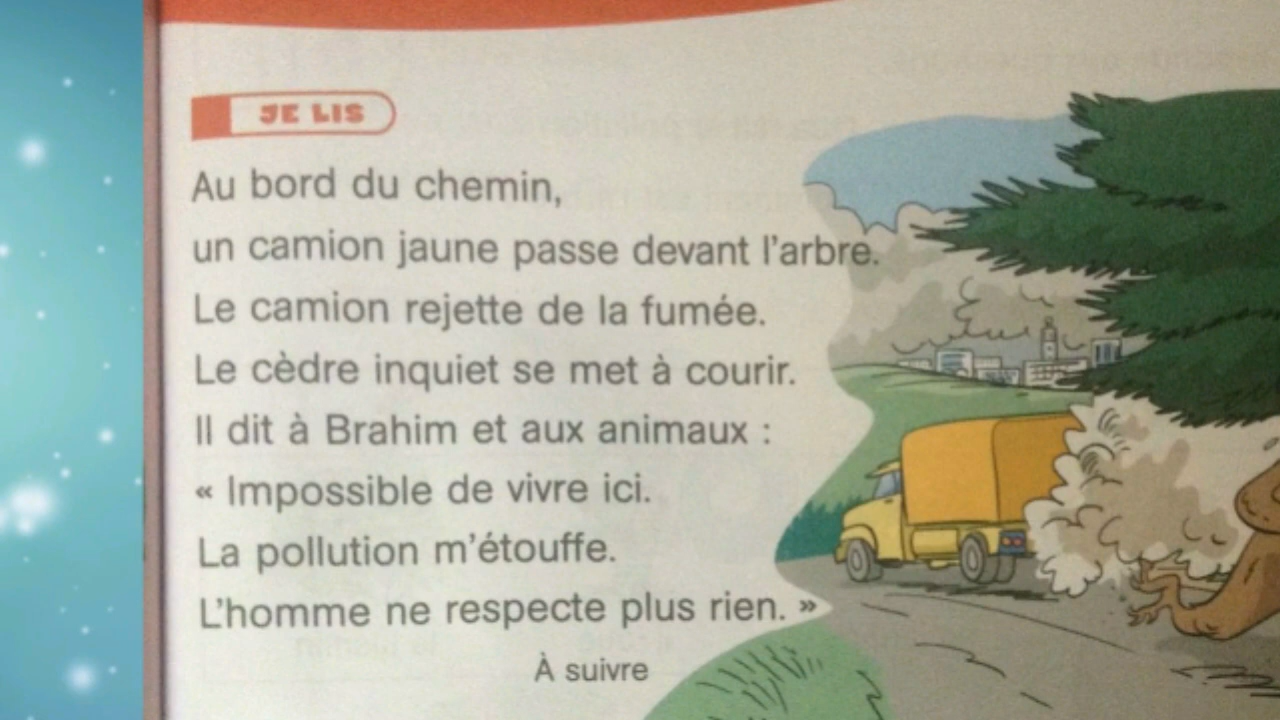 JE LIS
Au bord du chemin,
un camion jaune passe devant l'arbre.
Le camion rejette de la fumée.
Le cèdre inquiet se met à courir.
Il dit à Brahim et aux animaux :
« Impossible de vivre ici.
La pollution m'étouffe.
L'homme ne respecte plus rien. »
À suivre